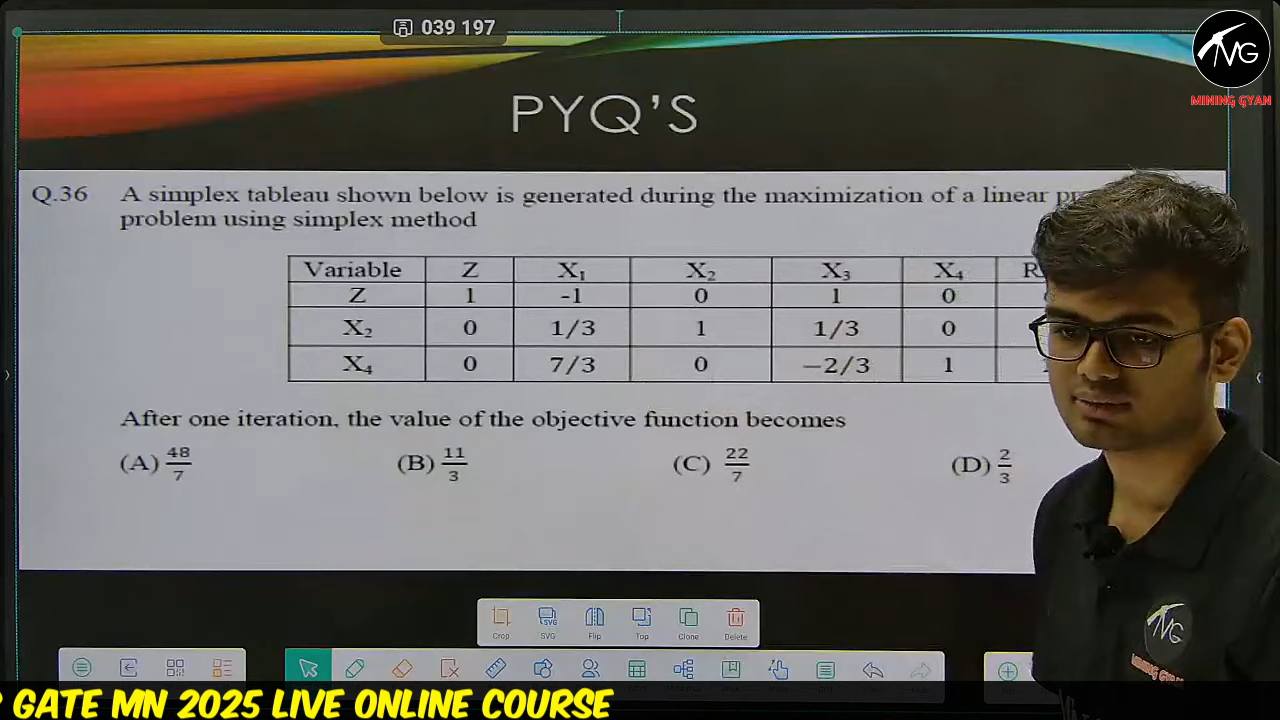 039 197
MVG
MINING GYAN
PYQ'S
Q.36 A simplex tableau shown below is generated during the maximization of a linear
problem using simplex method
Variable Z X₁ X₂ X₃ X₄ R
Z 1 -1 0 1 0
X₂ 0 1/3 1 1/3 0
X₄ 0 7/3 0 −2/3 1
After one iteration, the value of the objective function becomes
(A) 48/7 (B) 11/3 (C) 22/7 (D) 2/3
Crop SVG Flip Top Clone Delete
MINING GYAN
GATE MN 2025 LIVE ONLINE COURSE